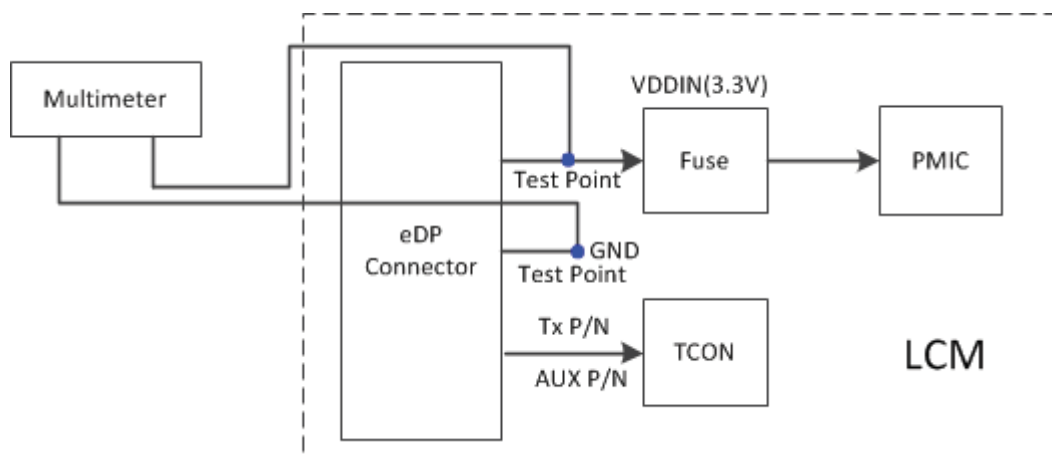 Multimeter
VDDIN(3.3V)
Fuse
PMIC
Test Point
eDP
Connector
GND
Test Point
Tx P/N
AUX P/N
TCON
LCM